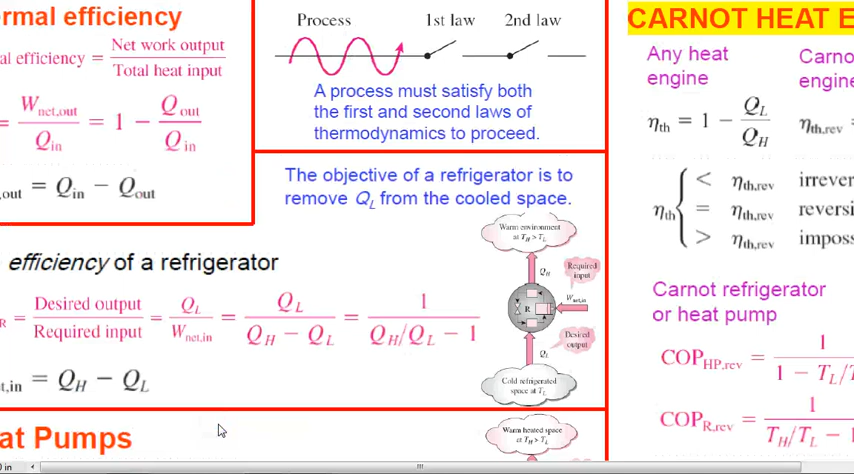 rmal efficiency
al efficiency = Net work output / Total heat input
= W_net,out / Q_in = 1 − Q_out / Q_in
,out = Q_in − Q_out
Process 1st law 2nd law
A process must satisfy both
the first and second laws of
thermodynamics to proceed.
The objective of a refrigerator is to
remove Q_L from the cooled space.
efficiency of a refrigerator
R = Desired output / Required input = Q_L / W_net,in = Q_L / (Q_H − Q_L) = 1 / (Q_H/Q_L − 1)
t,in = Q_H − Q_L
Warm environment
at T_H > T_L
Q_H
Required
input
W_net,in
R
Desired
output
Q_L
Cold refrigerated
space at T_L
at Pumps
Warm heated space
at T_H > T_L
CARNOT HEAT E
Any heat
engine
η_th = 1 − Q_L / Q_H
Carno
engine
η_th,rev =
η_th { < η_th,rev irrever
= η_th,rev reversi
> η_th,rev imposs
Carnot refrigerator
or heat pump
COP_HP,rev = 1 / (1 − T_L/T
COP_R,rev = 1 / (T_H/T_L − 1
0 in